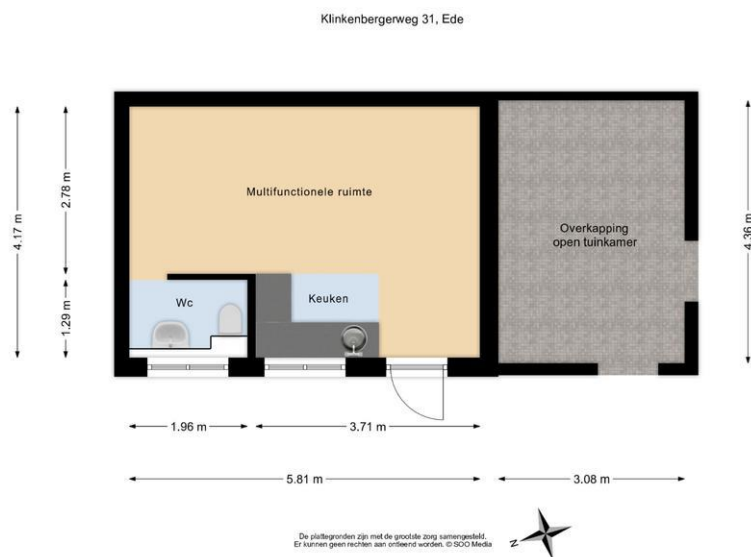 Klinkenbergerweg 31, Ede
4.17 m
2.78 m
1.29 m
Multifunctionele ruimte
Wc
Keuken
Overkapping
open tuinkamer
4.36 m
1.96 m
3.71 m
5.81 m
3.08 m
De plattegronden zijn met de grootste zorg samengesteld.
Er kunnen geen rechten aan ontleend worden. © SOO Media
N